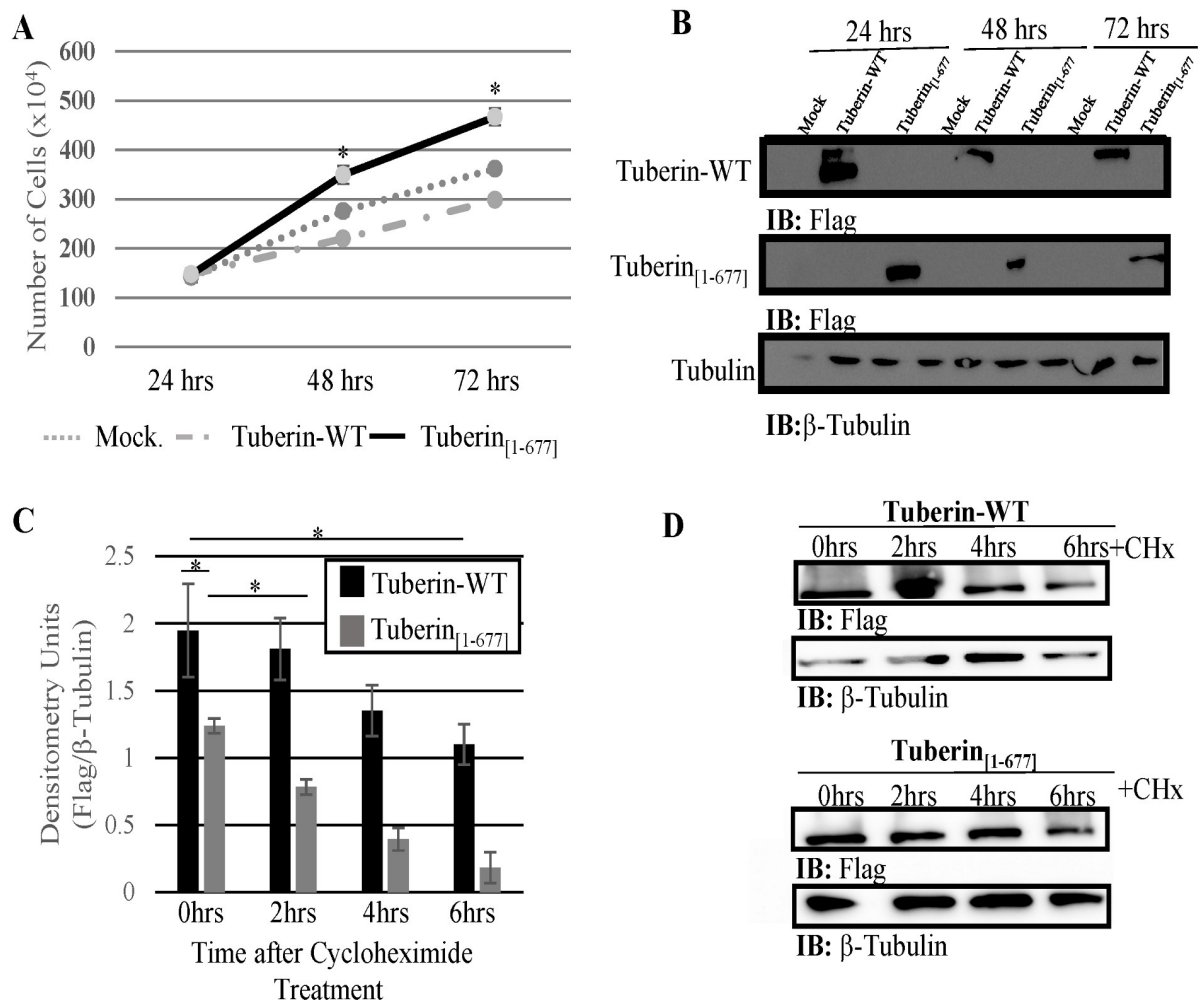 A
600
500
400
300
200
100
0
Number of Cells (x10⁴)
*
*
24 hrs 48 hrs 72 hrs
Mock. Tuberin-WT Tuberin[1-677]
B
24 hrs 48 hrs 72 hrs
Mock Tuberin-WT Tuberin[1-677] Mock Tuberin-WT Tuberin[1-677 Mock Tuberin-WT Tuberin[1-677]
Tuberin-WT
IB: Flag
Tuberin[1-677]
IB: Flag
Tubulin
IB:β-Tubulin
C
*
*
*
2.5
2
1.5
1
0.5
0
Densitometry Units
(Flag/β-Tubulin)
Tuberin-WT
Tuberin[1-677]
0hrs 2hrs 4hrs 6hrs
Time after Cycloheximide
Treatment
D
Tuberin-WT
0hrs 2hrs 4hrs 6hrs+CHx
IB: Flag
IB: β-Tubulin
Tuberin[1-677]
0hrs 2hrs 4hrs 6hrs +CHx
IB: Flag
IB: β-Tubulin